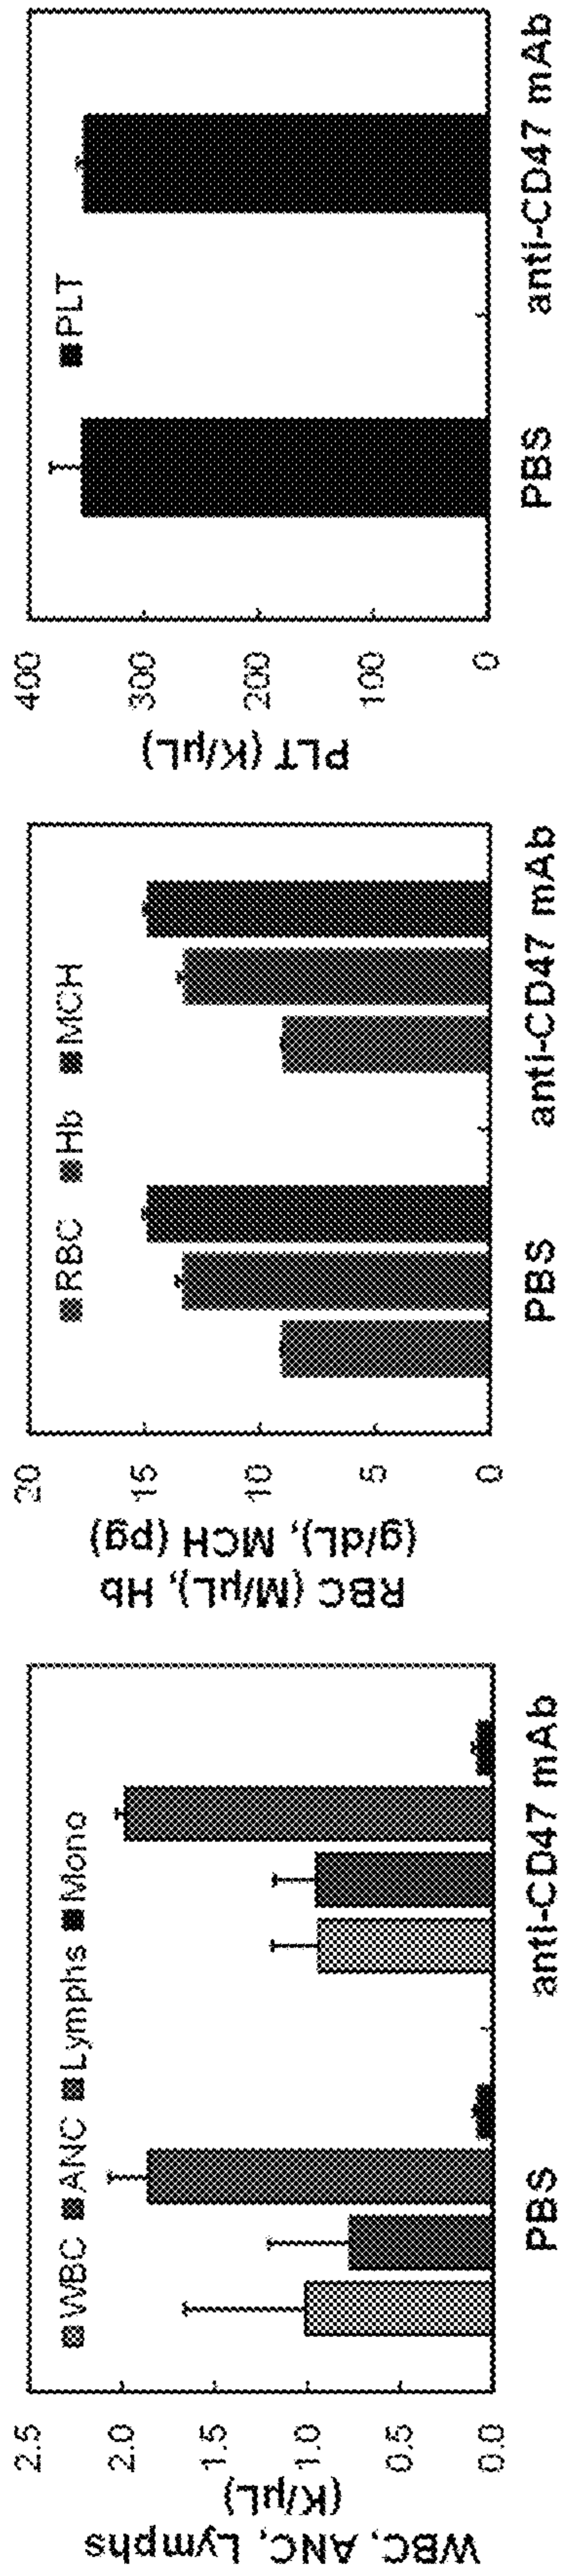 WBC, ANC, Lymphs
(K/µL)
2.5
2.0
1.5
1.0
0.5
0.0
WBC ANC Lymphs Mono
PBS
anti-CD47 mAb
RBC (M/µL), Hb
(g/dL), MCH (pg)
20
15
10
5
0
RBC Hb MCH
PBS
anti-CD47 mAb
PLT (K/µL)
400
300
200
100
0
PLT
PBS
anti-CD47 mAb